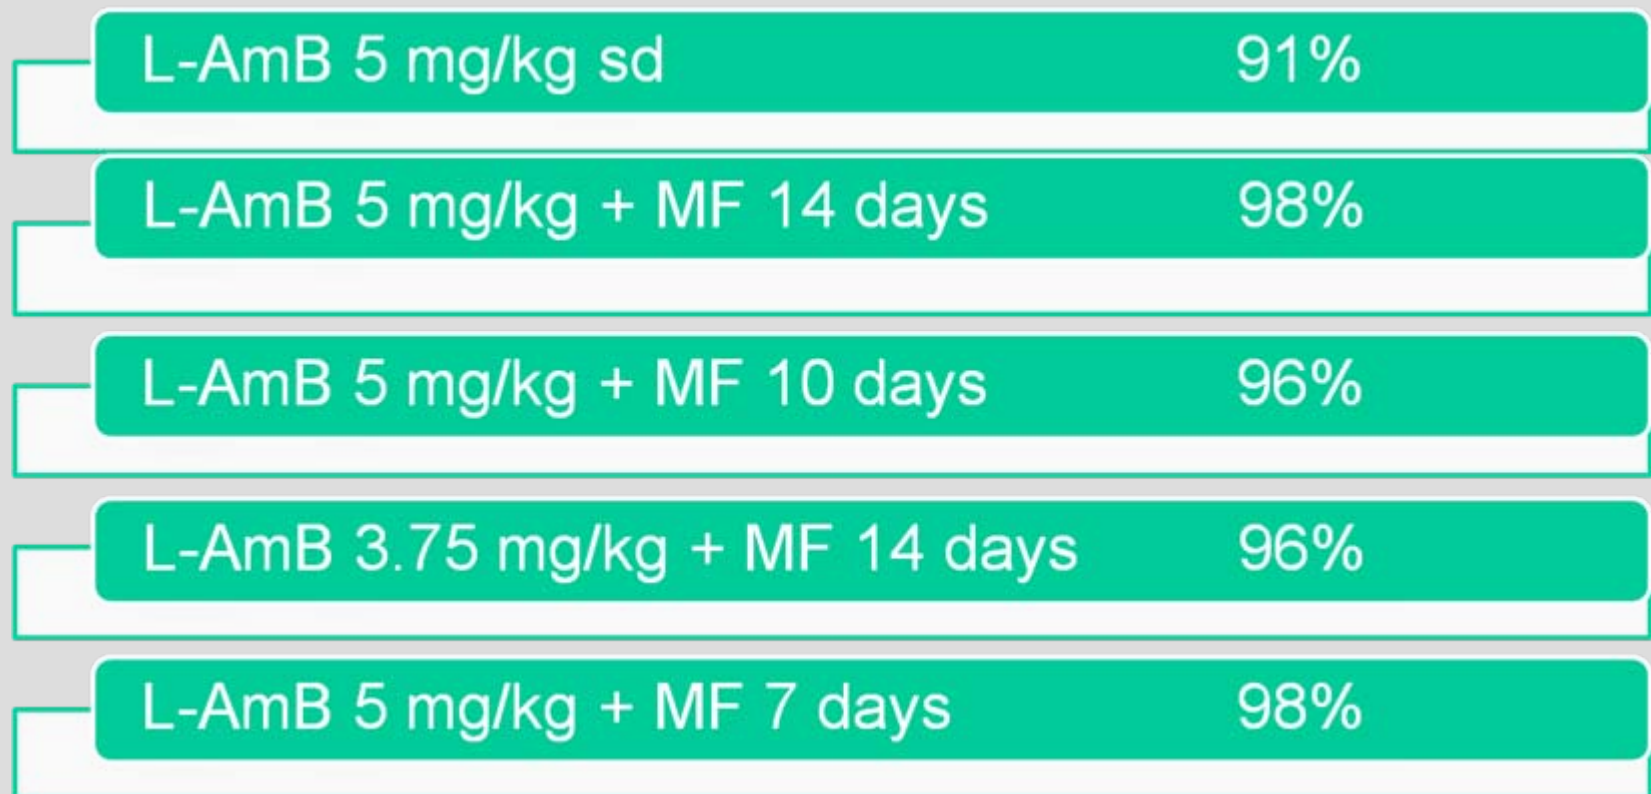 L-AmB 5 mg/kg sd 91%
L-AmB 5 mg/kg + MF 14 days 98%
L-AmB 5 mg/kg + MF 10 days 96%
L-AmB 3.75 mg/kg + MF 14 days 96%
L-AmB 5 mg/kg + MF 7 days 98%